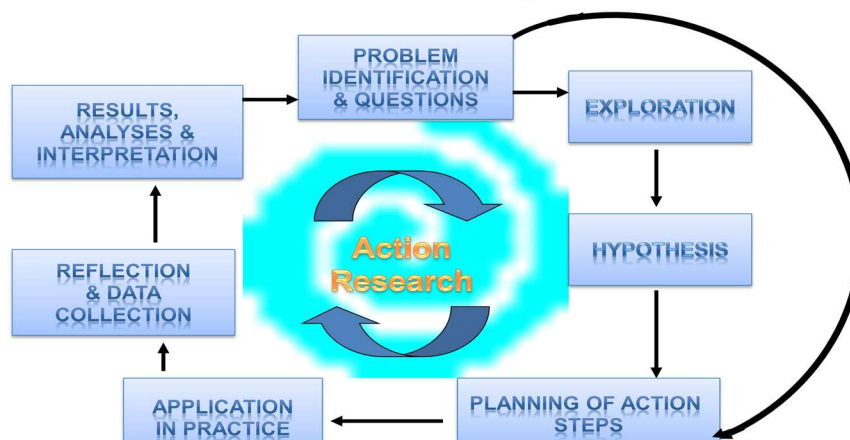 PROBLEM
IDENTIFICATION
& QUESTIONS
EXPLORATION
HYPOTHESIS
PLANNING OF ACTION
STEPS
APPLICATION
IN PRACTICE
REFLECTION
& DATA
COLLECTION
RESULTS,
ANALYSES &
INTERPRETATION
Action
Research